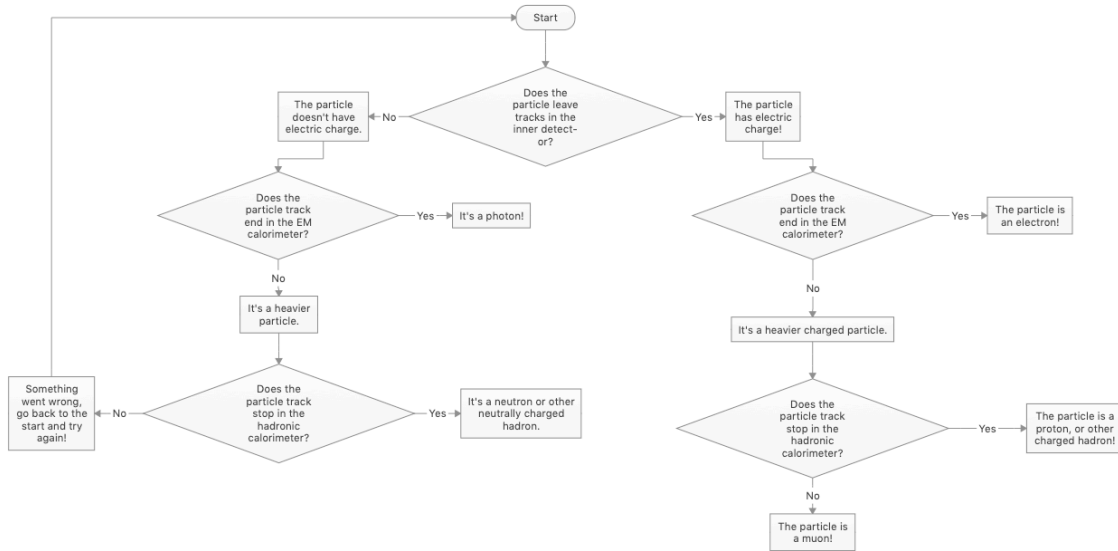 Start
Does the
particle leave
tracks in the
inner detect-
or?
No
Yes
The particle
doesn't have
electric charge.
The particle
has electric
charge!
Does the
particle track
end in the EM
calorimeter?
Yes
It's a photon!
Does the
particle track
end in the EM
calorimeter?
Yes
The particle is
an electron!
No
It's a heavier
particle.
No
It's a heavier charged particle.
Something
went wrong,
go back to the
start and try
again!
No
Does the
particle track
stop in the
hadronic
calorimeter?
Yes
It's a neutron or other
neutrally charged
hadron.
Does the
particle track
stop in the
hadronic
calorimeter?
Yes
The particle is a
proton, or other
charged hadron!
No
The particle is
a muon!